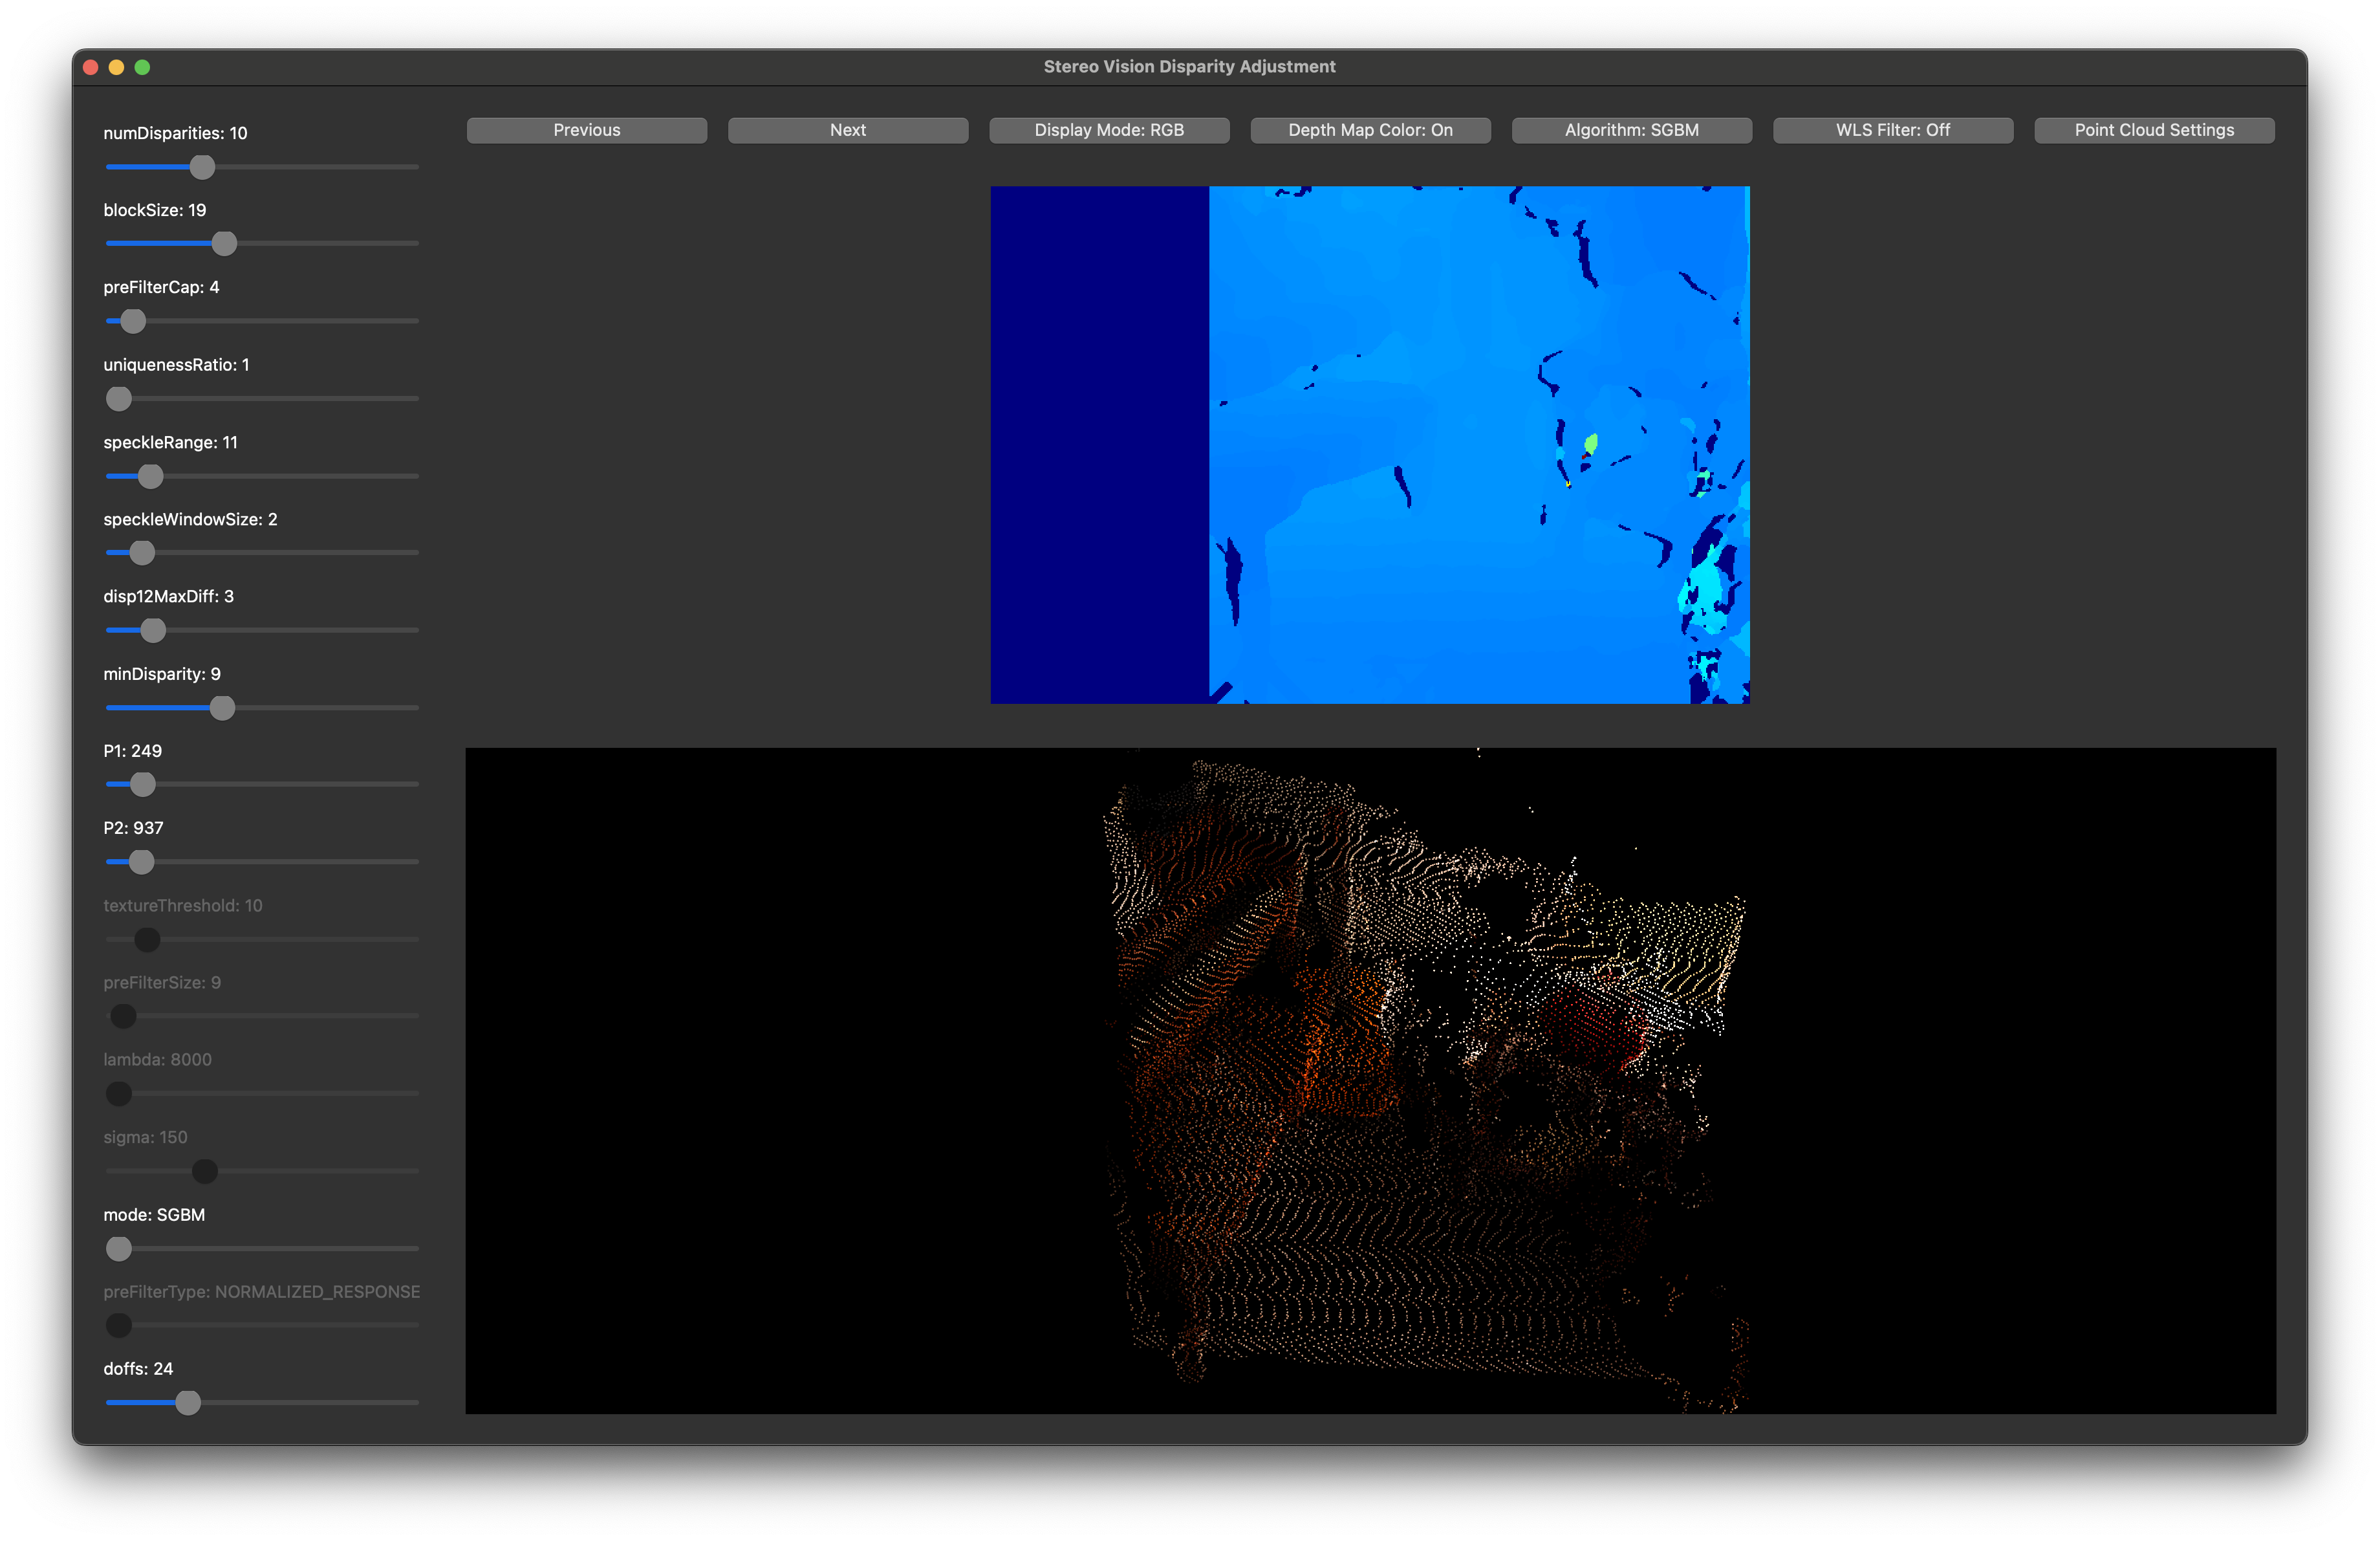 Stereo Vision Disparity Adjustment
Previous
Next
Display Mode: RGB
Depth Map Color: On
Algorithm: SGBM
WLS Filter: Off
Point Cloud Settings
numDisparities: 10
blockSize: 19
preFilterCap: 4
uniquenessRatio: 1
speckleRange: 11
speckleWindowSize: 2
disp12MaxDiff: 3
minDisparity: 9
P1: 249
P2: 937
textureThreshold: 10
preFilterSize: 9
lambda: 8000
sigma: 150
mode: SGBM
preFilterType: NORMALIZED_RESPONSE
doffs: 24